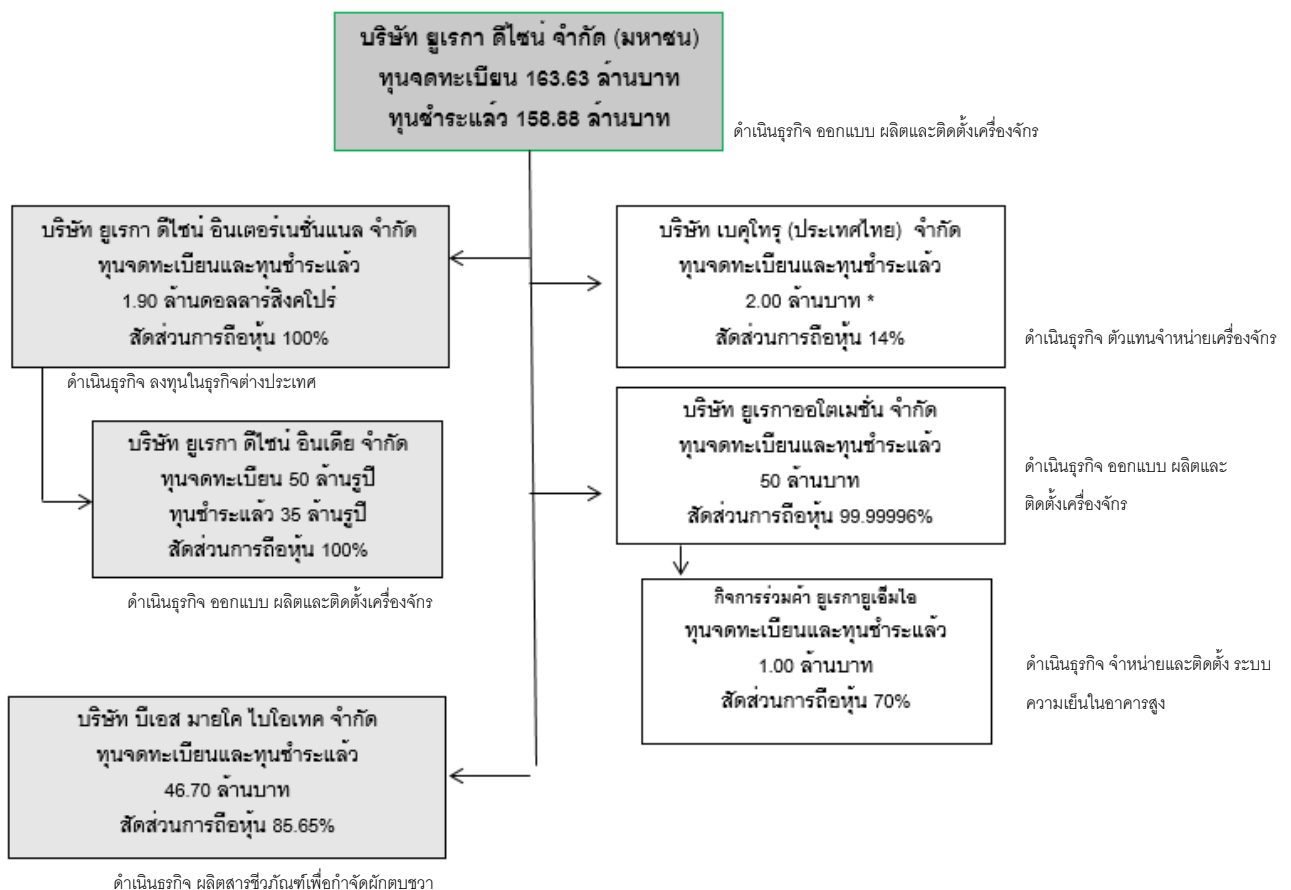 บริษัท ยูเรกา ดีไซน์ จำกัด (มหาชน)
ทุนจดทะเบียน 163.63 ล้านบาท
ทุนชำระแล้ว 158.88 ล้านบาท
ดำเนินธุรกิจ ออกแบบ ผลิตและติดตั้งเครื่องจักร
บริษัท ยูเรกา ดีไซน์ อินเตอร์เนชั่นแนล จำกัด
ทุนจดทะเบียนและทุนชำระแล้ว
1.90 ล้านดอลลาร์สิงคโปร์
สัดส่วนการถือหุ้น 100%
ดำเนินธุรกิจ ลงทุนในธุรกิจต่างประเทศ
บริษัท เบคุโทรุ (ประเทศไทย) จำกัด
ทุนจดทะเบียนและทุนชำระแล้ว
2.00 ล้านบาท *
สัดส่วนการถือหุ้น 14%
ดำเนินธุรกิจ ตัวแทนจำหน่ายเครื่องจักร
บริษัท ยูเรกา ดีไซน์ อินเดีย จำกัด
ทุนจดทะเบียน 50 ล้านรูปี
ทุนชำระแล้ว 35 ล้านรูปี
สัดส่วนการถือหุ้น 100%
ดำเนินธุรกิจ ออกแบบ ผลิตและติดตั้งเครื่องจักร
บริษัท ยูเรกาออโตเมชั่น จำกัด
ทุนจดทะเบียนและทุนชำระแล้ว
50 ล้านบาท
สัดส่วนการถือหุ้น 99.99996%
ดำเนินธุรกิจ ออกแบบ ผลิตและ
ติดตั้งเครื่องจักร
กิจการร่วมค้า ยูเรกายูเอ็มไอ
ทุนจดทะเบียนและทุนชำระแล้ว
1.00 ล้านบาท
สัดส่วนการถือหุ้น 70%
ดำเนินธุรกิจ จำหน่ายและติดตั้ง ระบบ
ความเย็นในอาคารสูง
บริษัท บีเอส มายโค ไบโอเทค จำกัด
ทุนจดทะเบียนและทุนชำระแล้ว
46.70 ล้านบาท
สัดส่วนการถือหุ้น 85.65%
ดำเนินธุรกิจ ผลิตสารชีวภัณฑ์เพื่อกำจัดผักตบชวา